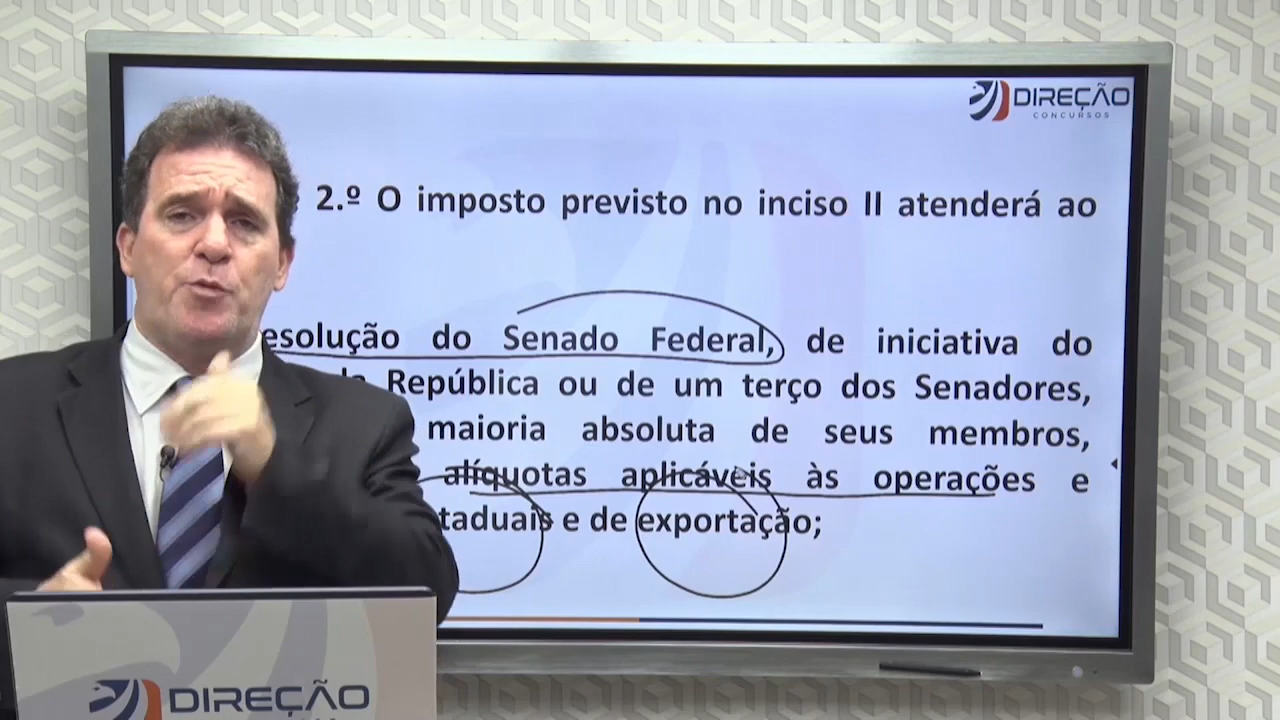 DIREÇÃO
CONCURSOS
2.º O imposto previsto no inciso II atenderá ao
esolução do Senado Federal, de iniciativa do
da República ou de um terço dos Senadores,
maioria absoluta de seus membros,
alíquotas aplicáveis às operações e
taduais e de exportação;
DIREÇÃO